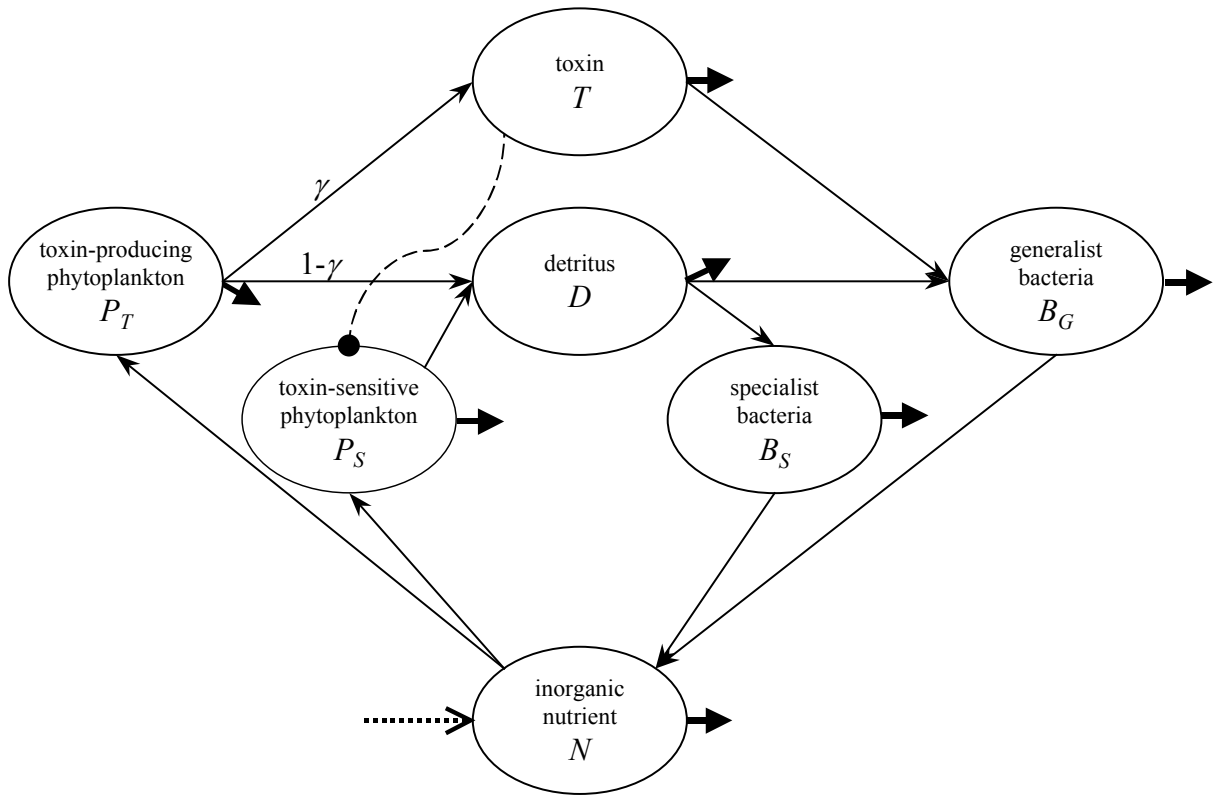 toxin
T
γ
toxin-producing
phytoplankton
P_T
1-γ
detritus
D
generalist
bacteria
B_G
toxin-sensitive
phytoplankton
P_S
specialist
bacteria
B_S
inorganic
nutrient
N